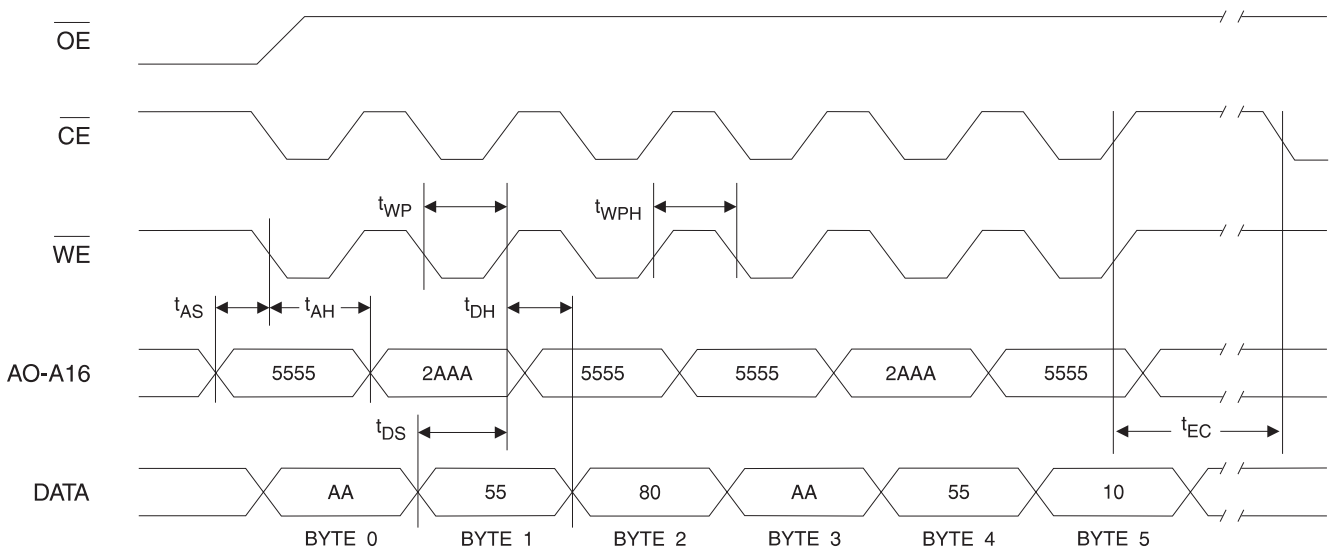 OE
CE
tWP
tWPH
WE
tAS
tAH
tDH
AO-A16
5555
2AAA
5555
5555
2AAA
5555
tDS
tEC
DATA
AA
55
80
AA
55
10
BYTE 0
BYTE 1
BYTE 2
BYTE 3
BYTE 4
BYTE 5